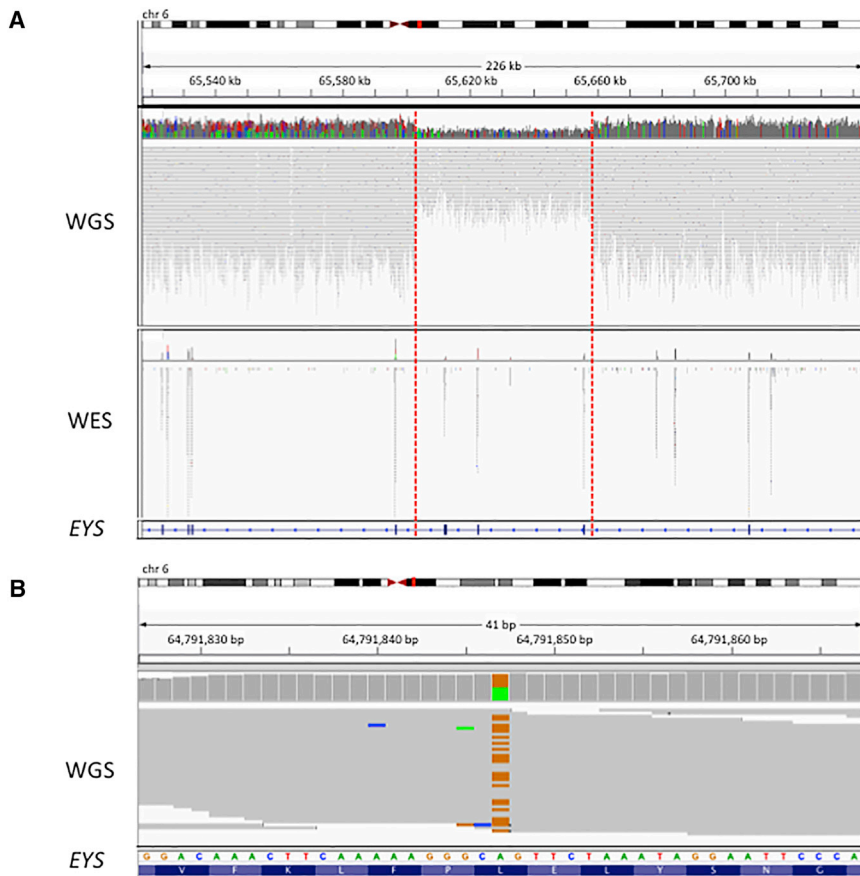 A
chr 6
226 kb
65,540 kb 65,580 kb 65,620 kb 65,660 kb 65,700 kb
WGS
WES
EYS
B
chr 6
41 bp
64,791,830 bp 64,791,840 bp 64,791,850 bp 64,791,860 bp
WGS
EYS G G A C A A A C T T C A A A A A G G G C A G T T C T A A A T A G G A A T T C C C A
V F K L F P L E L Y S N G